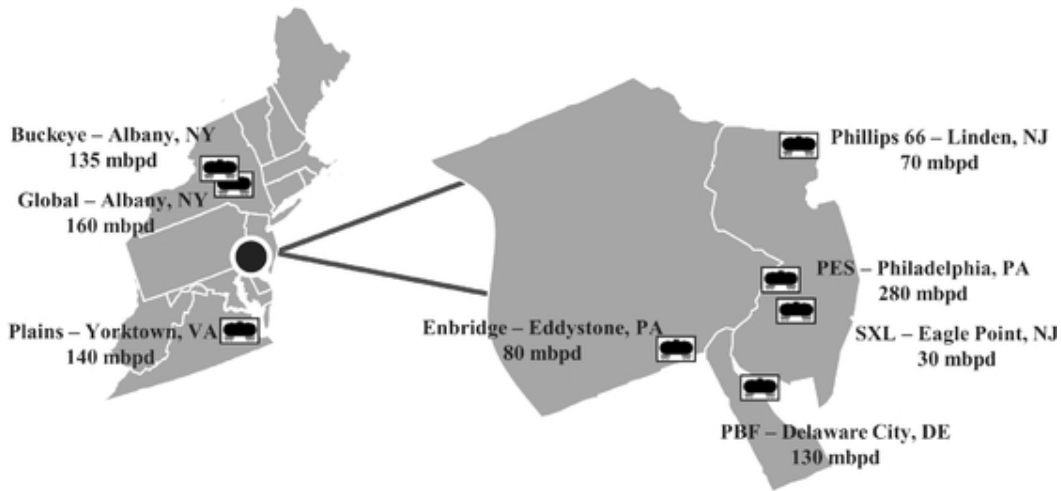 Buckeye – Albany, NY
135 mbpd
Global – Albany, NY
160 mbpd
Plains – Yorktown, VA
140 mbpd
Phillips 66 – Linden, NJ
70 mbpd
PES – Philadelphia, PA
280 mbpd
SXL – Eagle Point, NJ
30 mbpd
Enbridge – Eddystone, PA
80 mbpd
PBF – Delaware City, DE
130 mbpd